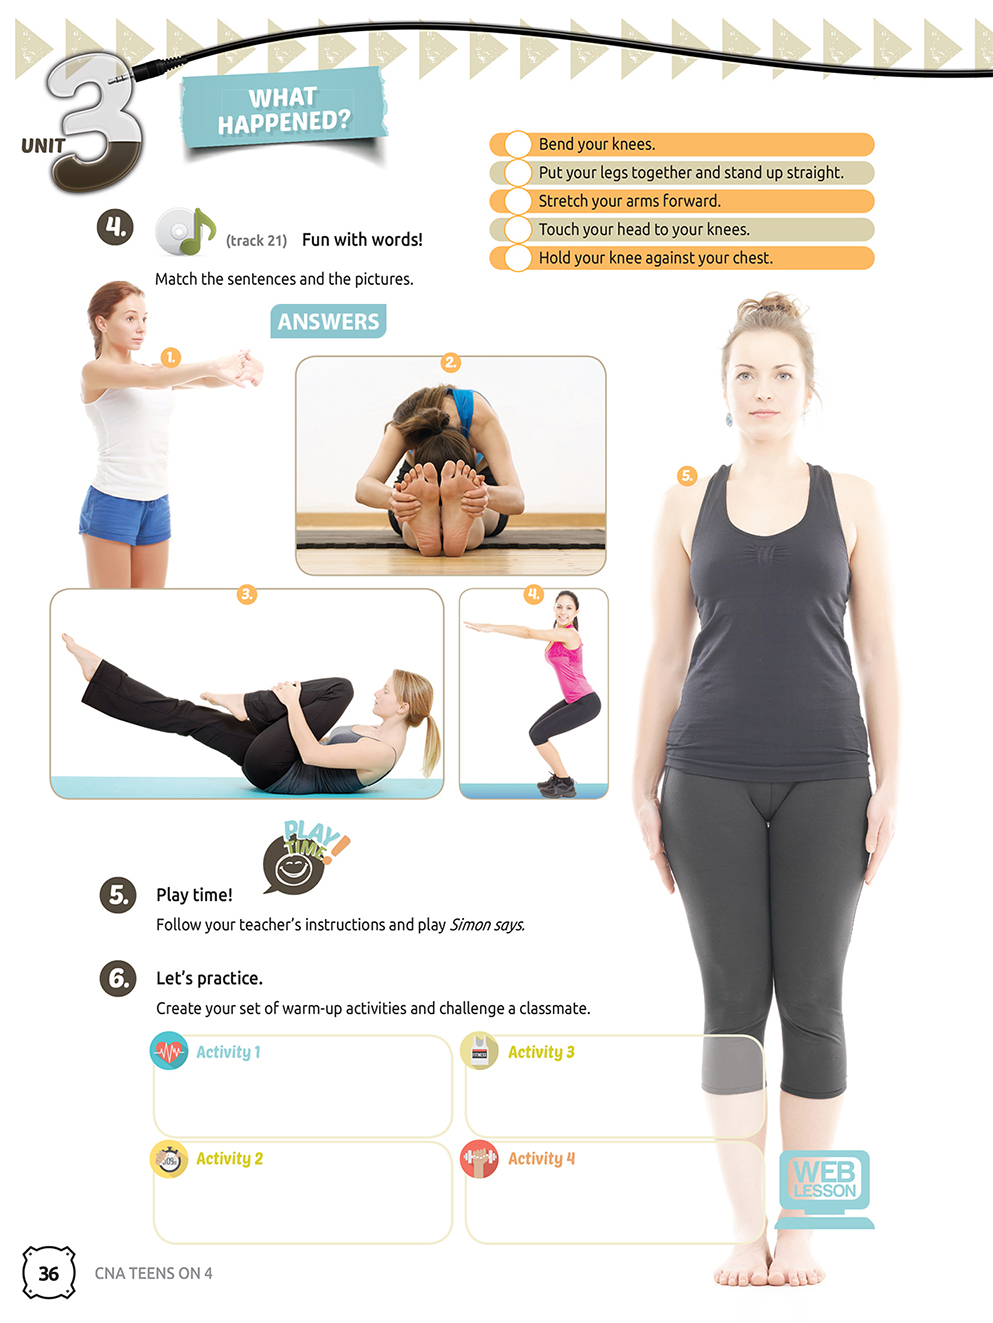 UNIT 3
WHAT
HAPPENED?
Bend your knees.
Put your legs together and stand up straight.
Stretch your arms forward.
Touch your head to your knees.
Hold your knee against your chest.
4.
(track 21) Fun with words!
Match the sentences and the pictures.
ANSWERS
1.
2.
5.
3.
4.
PLAY
TIME!
5. Play time!
Follow your teacher's instructions and play Simon says.
6. Let's practice.
Create your set of warm-up activities and challenge a classmate.
Activity 1
Activity 3
FITNESS
Activity 2
Activity 4
WEB
LESSON
36 CNA TEENS ON 4